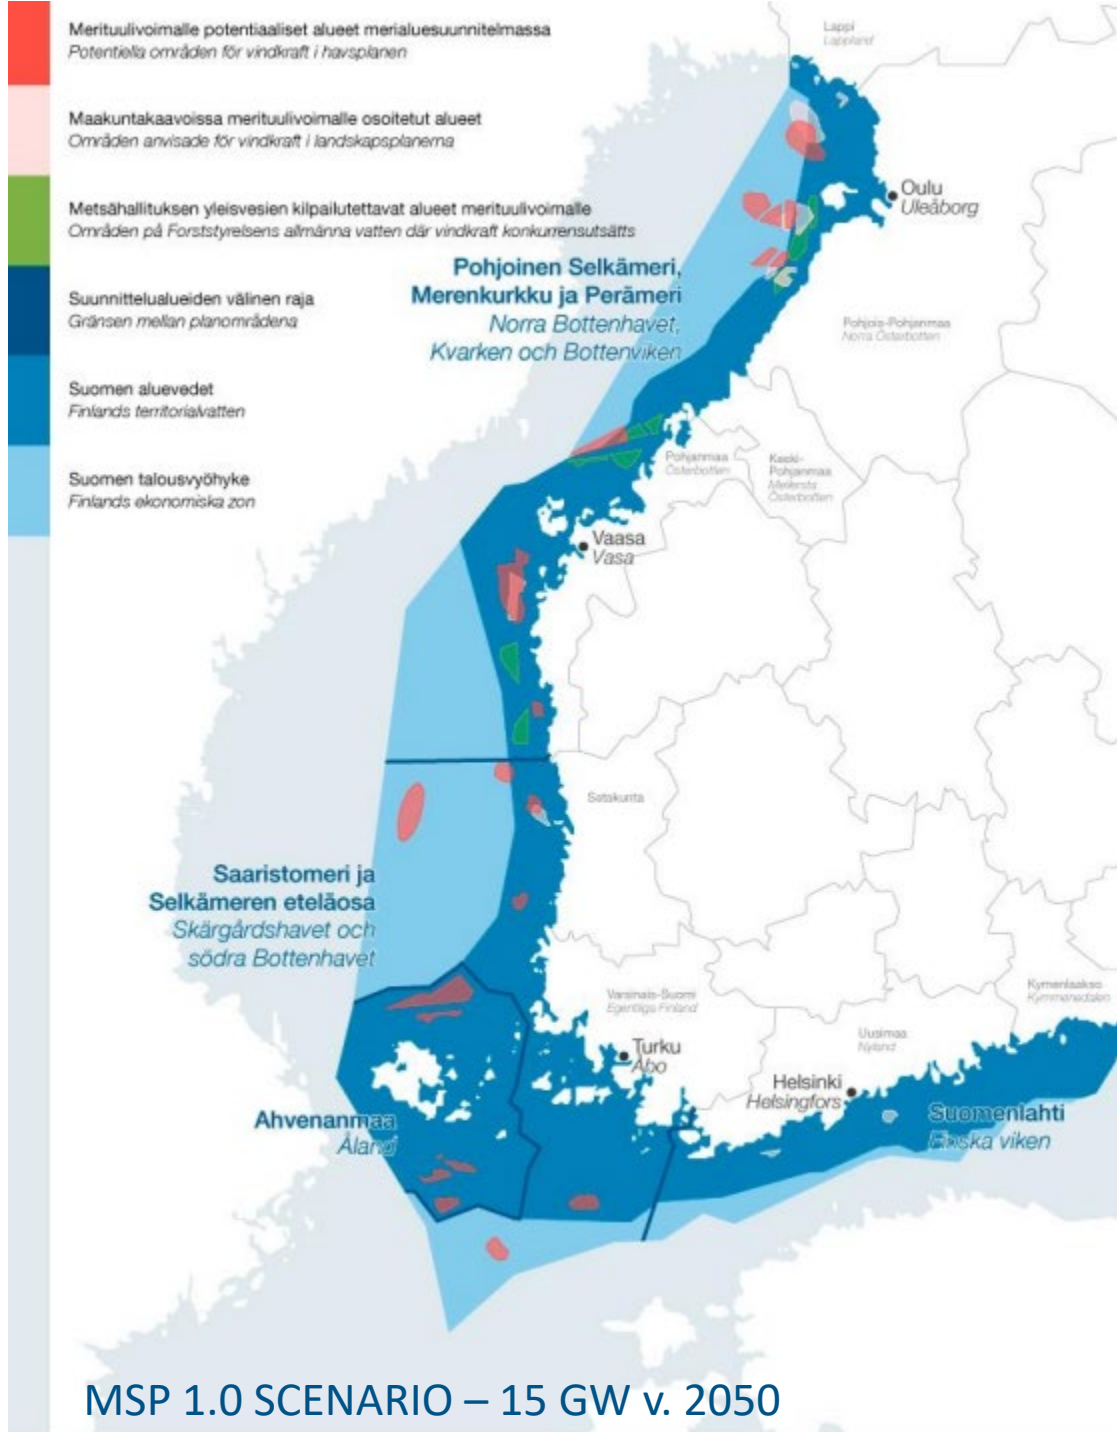 Merituulivoimalle potentiaaliset alueet merialuesuunnitelmassa
Potentiella områden för vindkraft i havsplanen
Maakuntakaavoissa merituulivoimalle osoitetut alueet
Områden anvisade för vindkraft i landskapsplanerna
Metsähallituksen yleisvesien kilpailutettavat alueet merituulivoimalle
Områden på Forststyrelsens allmänna vatten där vindkraft konkurrensutsätts
Suunnittelualueiden välinen raja
Gränsen mellan planområdena
Suomen aluevedet
Finlands territorialvatten
Suomen talousvyöhyke
Finlands ekonomiska zon
Lappi
Lappland
Oulu
Uleåborg
Pohjoinen Selkämeri,
Merenkurkku ja Perämeri
Norra Bottenhavet,
Kvarken och Bottenviken
Pohjois-Pohjanmaa
Norra Österbotten
Pohjanmaa
Österbotten
Keski-
Pohjanmaa
Mellersta
Österbotten
Vaasa
Vasa
Satakunta
Saaristomeri ja
Selkämeren eteläosa
Skärgårdshavet och
södra Bottenhavet
Varsinais-Suomi
Egentliga Finland
Kymenlaakso
Kymmenedalen
Uusimaa
Nyland
Turku
Åbo
Helsinki
Helsingfors
Ahvenanmaa
Åland
Suomenlahti
Finska viken
MSP 1.0 SCENARIO – 15 GW v. 2050